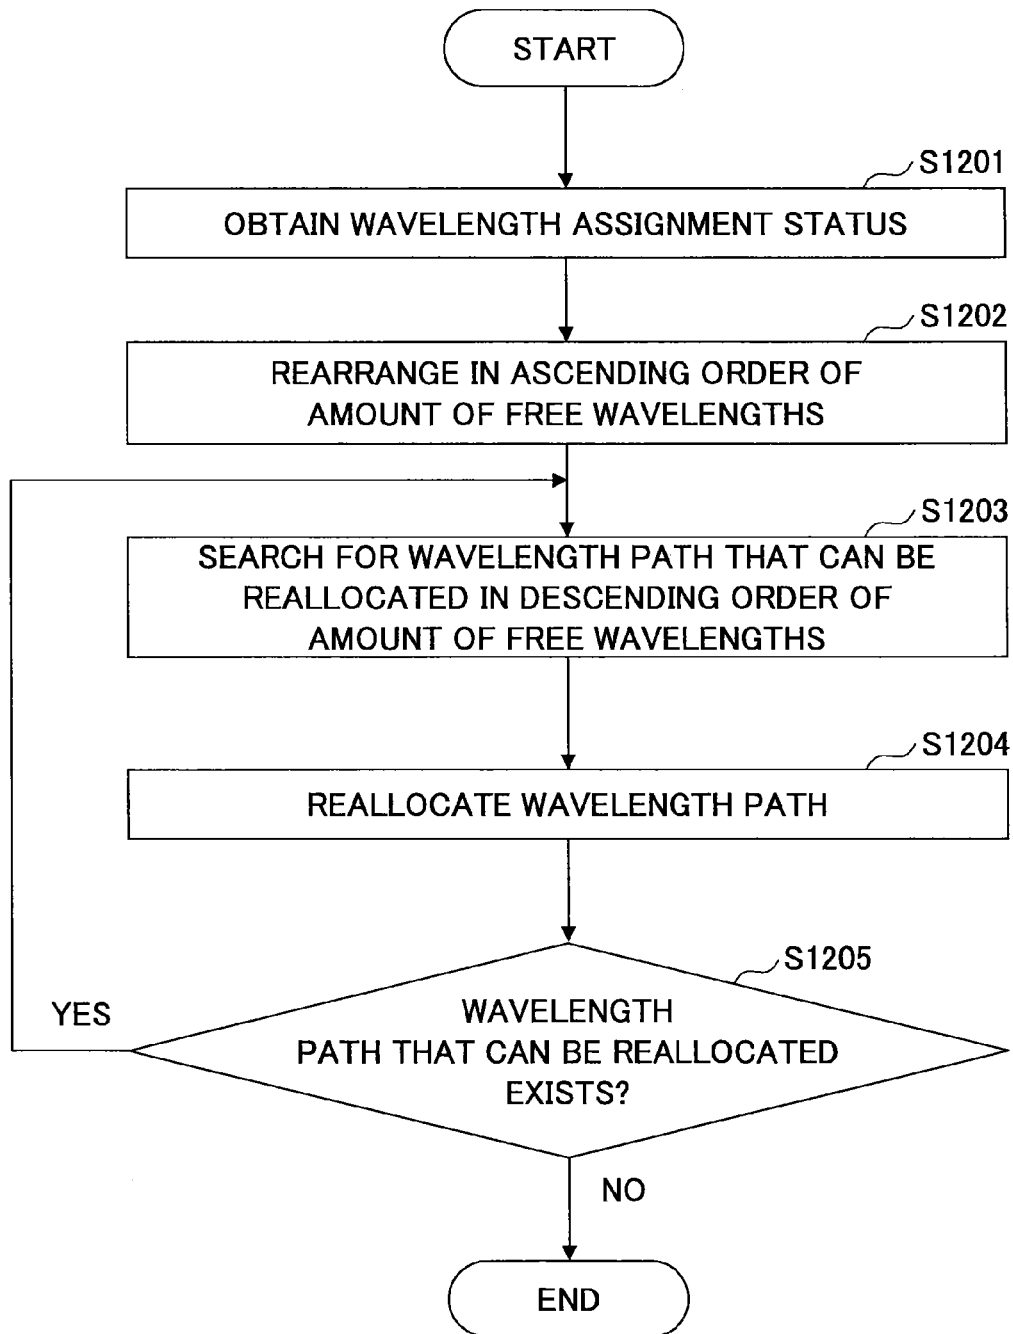 START
S1201
OBTAIN WAVELENGTH ASSIGNMENT STATUS
S1202
REARRANGE IN ASCENDING ORDER OF
AMOUNT OF FREE WAVELENGTHS
S1203
SEARCH FOR WAVELENGTH PATH THAT CAN BE
REALLOCATED IN DESCENDING ORDER OF
AMOUNT OF FREE WAVELENGTHS
S1204
REALLOCATE WAVELENGTH PATH
S1205
YES
WAVELENGTH
PATH THAT CAN BE REALLOCATED
EXISTS?
NO
END